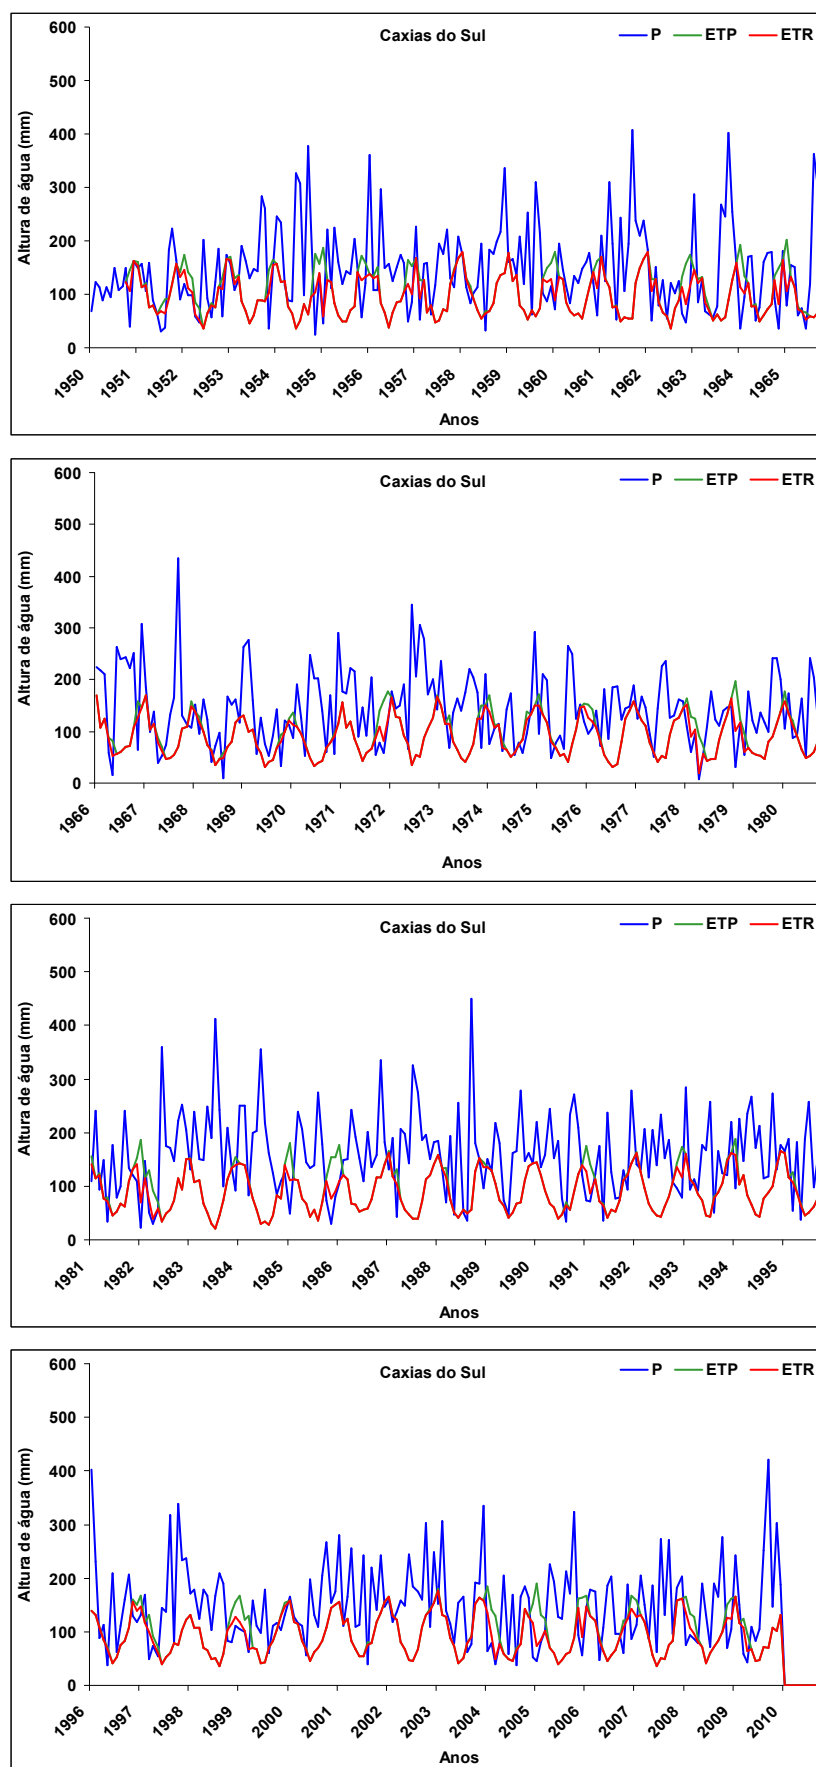 Caxias do Sul
P ETP ETR
Altura de água (mm)
600
500
400
300
200
100
0
1950 1951 1952 1953 1954 1955 1956 1957 1958 1959 1960 1961 1962 1963 1964 1965
Anos
Caxias do Sul
P ETP ETR
Altura de água (mm)
600
500
400
300
200
100
0
1966 1967 1968 1969 1970 1971 1972 1973 1974 1975 1976 1977 1978 1979 1980
Anos
Caxias do Sul
P ETP ETR
Altura de água (mm)
600
500
400
300
200
100
0
1981 1982 1983 1984 1985 1986 1987 1988 1989 1990 1991 1992 1993 1994 1995
Anos
Caxias do Sul
P ETP ETR
Altura de água (mm)
600
500
400
300
200
100
0
1996 1997 1998 1999 2000 2001 2002 2003 2004 2005 2006 2007 2008 2009 2010
Anos